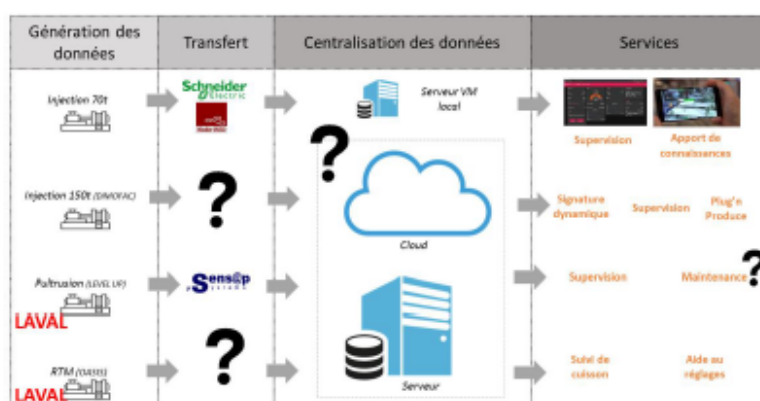 Génération des
données
Transfert
Centralisation des données
Services
Injection 70t
Schneider
Electric
Serveur VM
local
Supervision
Apport de
connaissances
?
Injection 150t (DIMOFAC)
?
Cloud
Signature
dynamique
Supervision
Plug'n
Produce
Pultrusion (LEVEL UP)
LAVAL
Sensap
Supervision
Maintenance
?
RTM (OASIS)
LAVAL
?
Serveur
Suivi de
cuisson
Aide au
réglages